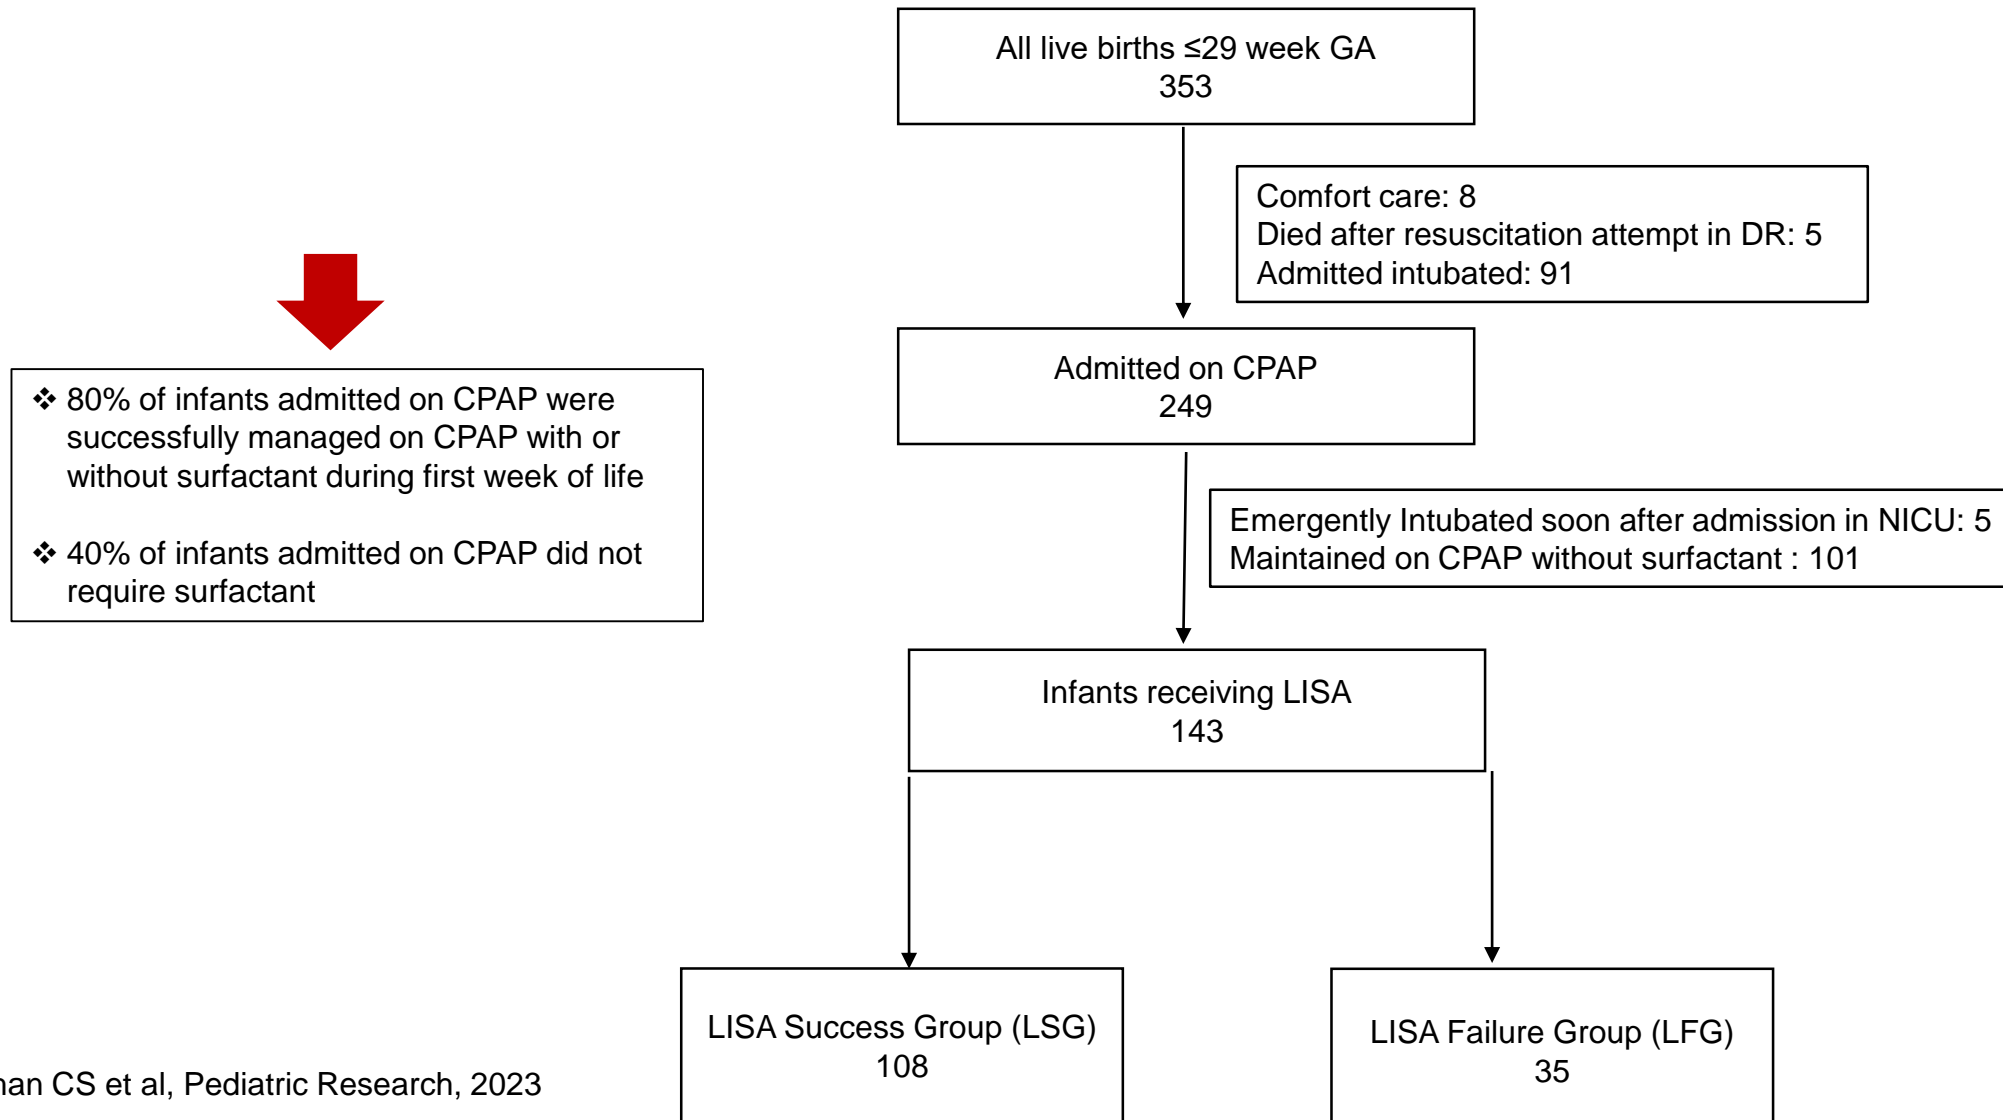 All live births ≤29 week GA
353
Comfort care: 8
Died after resuscitation attempt in DR: 5
Admitted intubated: 91
Admitted on CPAP
249
❖ 80% of infants admitted on CPAP were
successfully managed on CPAP with or
without surfactant during first week of life
❖ 40% of infants admitted on CPAP did not
require surfactant
Emergently Intubated soon after admission in NICU: 5
Maintained on CPAP without surfactant : 101
Infants receiving LISA
143
LISA Success Group (LSG)
108
LISA Failure Group (LFG)
35
CS et al, Pediatric Research, 2023